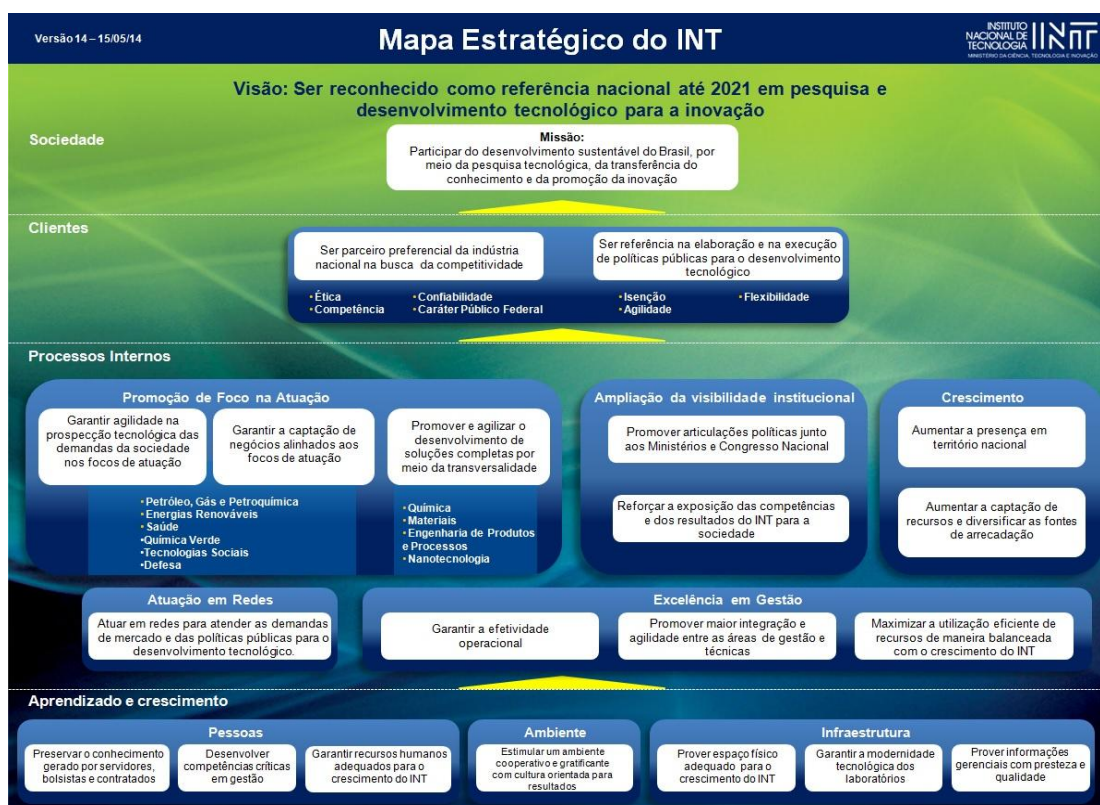 Versão 14 – 15/05/14
Mapa Estratégico do INT
INSTITUTO
NACIONAL DE
TECNOLOGIA
INT
MINISTÉRIO DA CIÊNCIA, TECNOLOGIA E INOVAÇÃO
Visão: Ser reconhecido como referência nacional até 2021 em pesquisa e
desenvolvimento tecnológico para a inovação
Sociedade
Missão:
Participar do desenvolvimento sustentável do Brasil, por
meio da pesquisa tecnológica, da transferência do
conhecimento e da promoção da inovação
Clientes
Ser parceiro preferencial da indústria
nacional na busca da competitividade
Ser referência na elaboração e na execução
de políticas públicas para o desenvolvimento
tecnológico
•Ética
•Competência
•Confiabilidade
•Caráter Público Federal
•Isenção
•Agilidade
•Flexibilidade
Processos Internos
Promoção de Foco na Atuação
Garantir agilidade na
prospecção tecnológica das
demandas da sociedade
nos focos de atuação
Garantir a captação de
negócios alinhados aos
focos de atuação
Promover e agilizar o
desenvolvimento de
soluções completas por
meio da transversalidade
•Petróleo, Gás e Petroquímica
•Energias Renováveis
•Saúde
•Química Verde
•Tecnologias Sociais
•Defesa
•Química
•Materiais
•Engenharia de Produtos
e Processos
•Nanotecnologia
Ampliação da visibilidade institucional
Promover articulações políticas junto
aos Ministérios e Congresso Nacional
Reforçar a exposição das competências
e dos resultados do INT para a
sociedade
Crescimento
Aumentar a presença em
território nacional
Aumentar a captação de
recursos e diversificar as fontes
de arrecadação
Atuação em Redes
Atuar em redes para atender as demandas
de mercado e das políticas públicas para o
desenvolvimento tecnológico.
Excelência em Gestão
Garantir a efetividade
operacional
Promover maior integração e
agilidade entre as áreas de gestão e
técnicas
Maximizar a utilização eficiente de
recursos de maneira balanceada
com o crescimento do INT
Aprendizado e crescimento
Pessoas
Preservar o conhecimento
gerado por servidores,
bolsistas e contratados
Desenvolver
competências críticas
em gestão
Garantir recursos humanos
adequados para o
crescimento do INT
Ambiente
Estimular um ambiente
cooperativo e gratificante
com cultura orientada para
resultados
Infraestrutura
Prover espaço físico
adequado para o
crescimento do INT
Garantir a modernidade
tecnológica dos
laboratórios
Prover informações
gerenciais com presteza e
qualidade